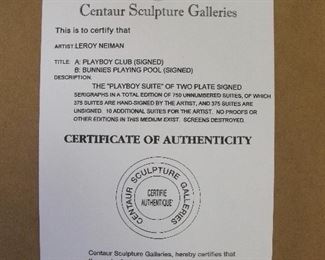 Centaur Sculpture Galleries
This is to certify that
ARTIST LEROY NEIMAN
TITLE: A: PLAYBOY CLUB (SIGNED)
B: BUNNIES PLAYING POOL (SIGNED)
DESCRIPTION.
THE "PLAYBOY SUITE" OF TWO PLATE SIGNED
SERIGRAPHS IN A TOTAL EDITION OF 750 UNNUMBERED SUITES, OF WHICH
375 SUITES ARE HAND-SIGNED BY THE ARTIST, AND 375 SUITES ARE
UNSIGNED. 10 ADDITIONAL SUITES FOR THE ARTIST. NO PROOFS OR
OTHER EDITIONS IN THIS MEDIUM EXIST. SCREENS DESTROYED.
CERTIFICATE OF AUTHENTICITY
CENTAUR SCULPTURE GALLERIES
CERTIFIE
AUTHENTIQUE'
Centaur Sculpture Galleries, hereby certifies that